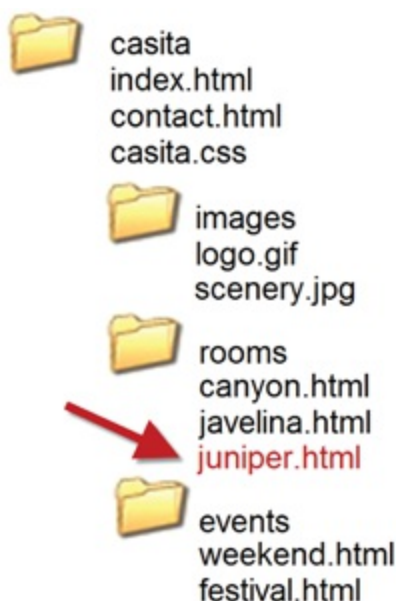 casita
index.html
contact.html
casita.css
images
logo.gif
scenery.jpg
rooms
canyon.html
javelina.html
juniper.html
events
weekend.html
festival.html